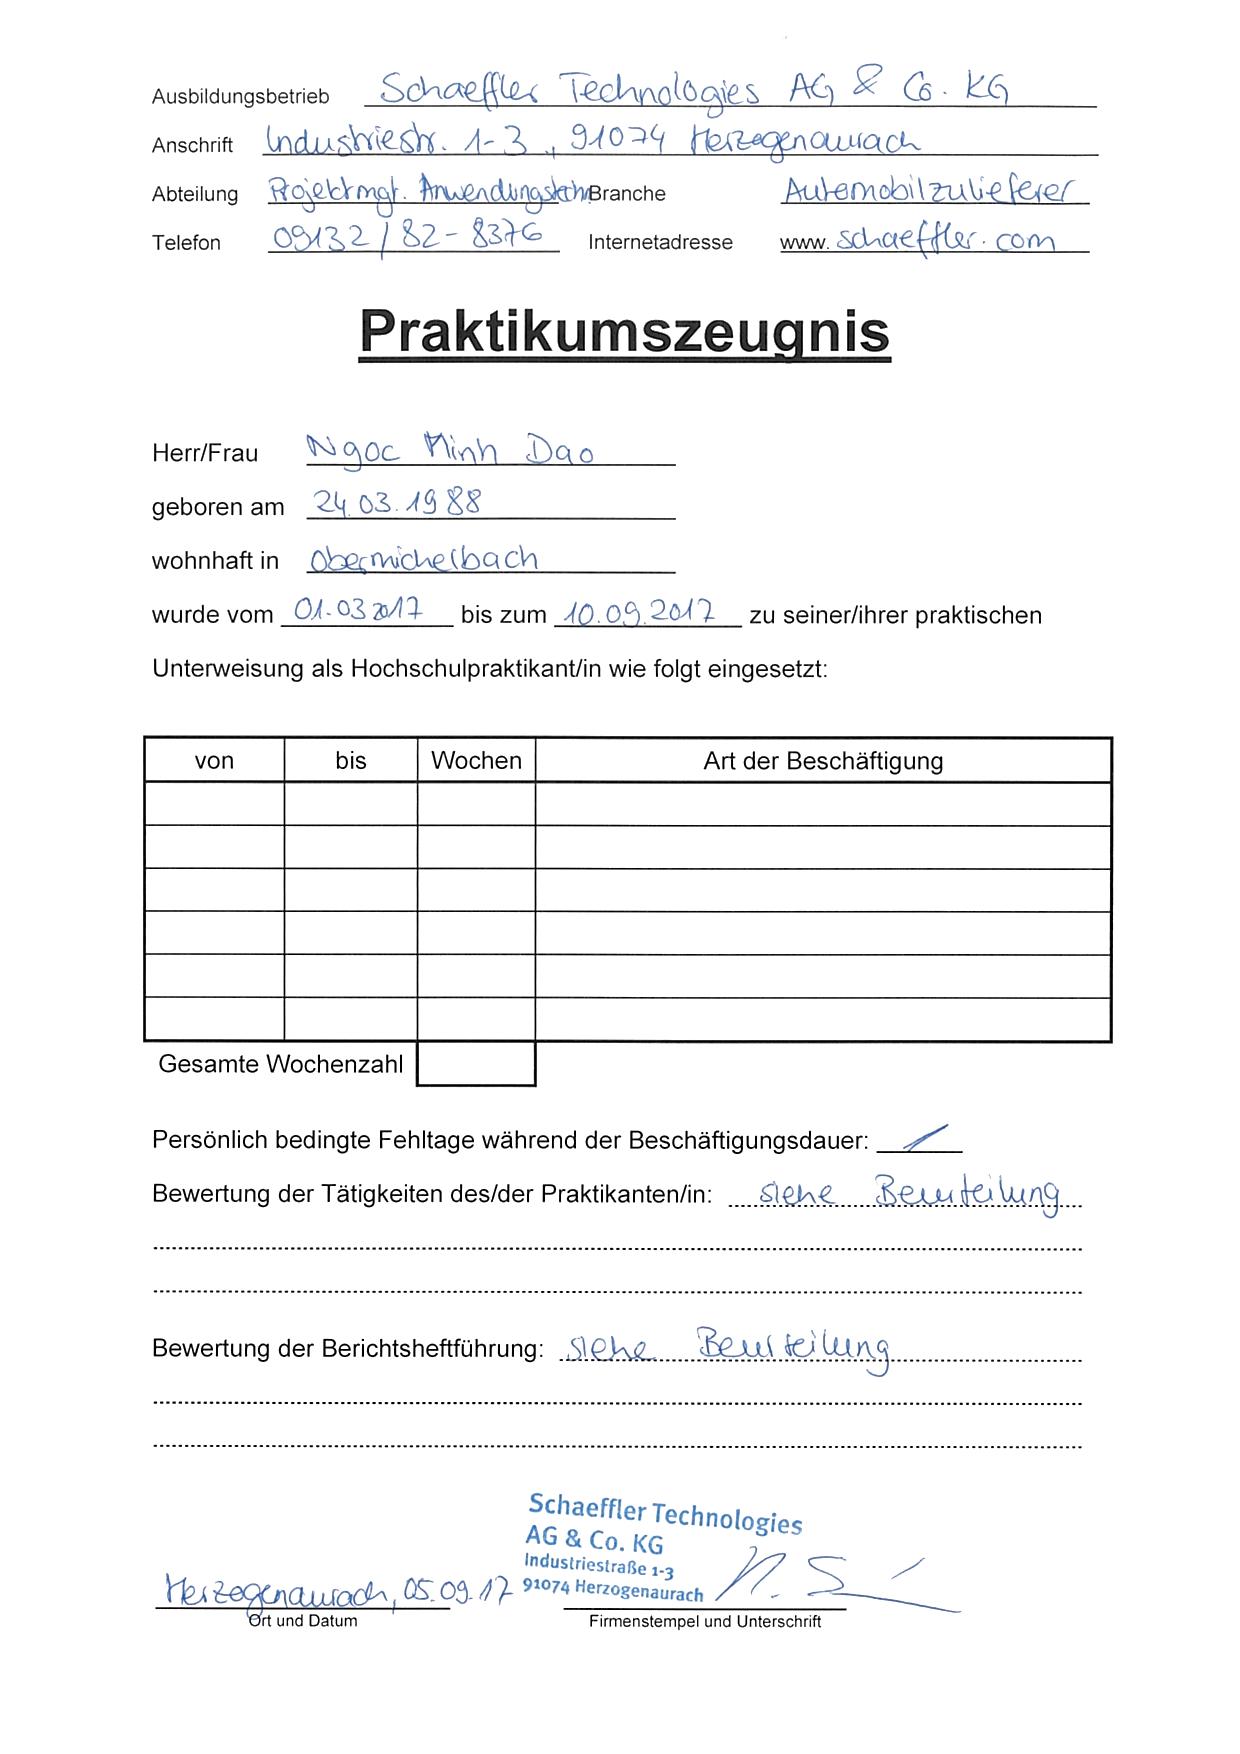 Ausbildungsbetrieb Schaeffler Technologies AG & Co. KG
Anschrift Industriestr. 1-3, 91074 Herzogenaurach
Abteilung Projektmgt. Anwendungstechn Branche Automobilzulieferer
Telefon 09132 / 82 - 8376 Internetadresse www. schaeffler.com
Praktikumszeugnis
Herr/Frau Ngoc Minh Dao
geboren am 24.03.1988
wohnhaft in Obermichelbach
wurde vom 01.03 2017 bis zum 10.09.2017 zu seiner/ihrer praktischen
Unterweisung als Hochschulpraktikant/in wie folgt eingesetzt:
von bis Wochen Art der Beschäftigung
Gesamte Wochenzahl
Persönlich bedingte Fehltage während der Beschäftigungsdauer: /
Bewertung der Tätigkeiten des/der Praktikanten/in: siehe Beurteilung
Bewertung der Berichtsheftführung: siehe Beurteilung
Schaeffler Technologies
AG & Co. KG
Industriestraße 1-3
91074 Herzogenaurach
Herzogenaurach, 05.09.17
Ort und Datum Firmenstempel und Unterschrift